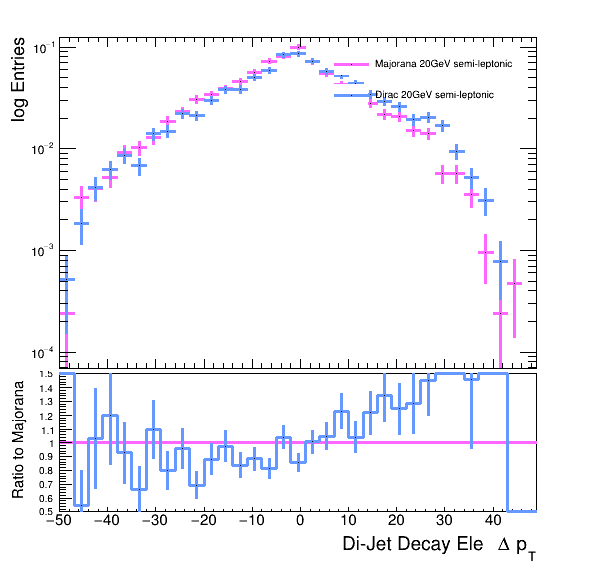 log Entries
10⁻¹
10⁻²
10⁻³
10⁻⁴
Majorana 20GeV semi-leptonic
Dirac 20GeV semi-leptonic
Ratio to Majorana
1.5
1.4
1.3
1.2
1.1
1
0.9
0.8
0.7
0.6
0.5
−50 −40 −30 −20 −10 0 10 20 30 40
Di-Jet Decay Ele Δ p_T